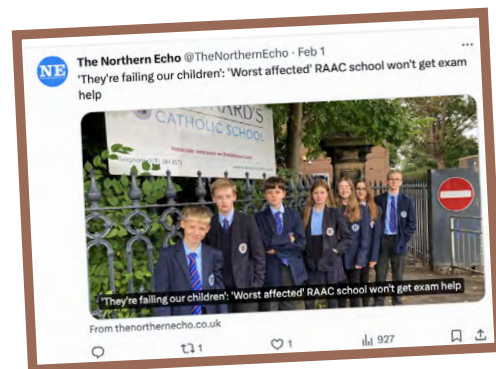 The Northern Echo @TheNorthernEcho · Feb 1
NE
'They're failing our children': 'Worst affected' RAAC school won't get exam
help
ARD'S
CATHOLIC SCHOOL
'They're failing our children': 'Worst affected' RAAC school won't get exam help
From thenorthernecho.co.uk
1
1
927